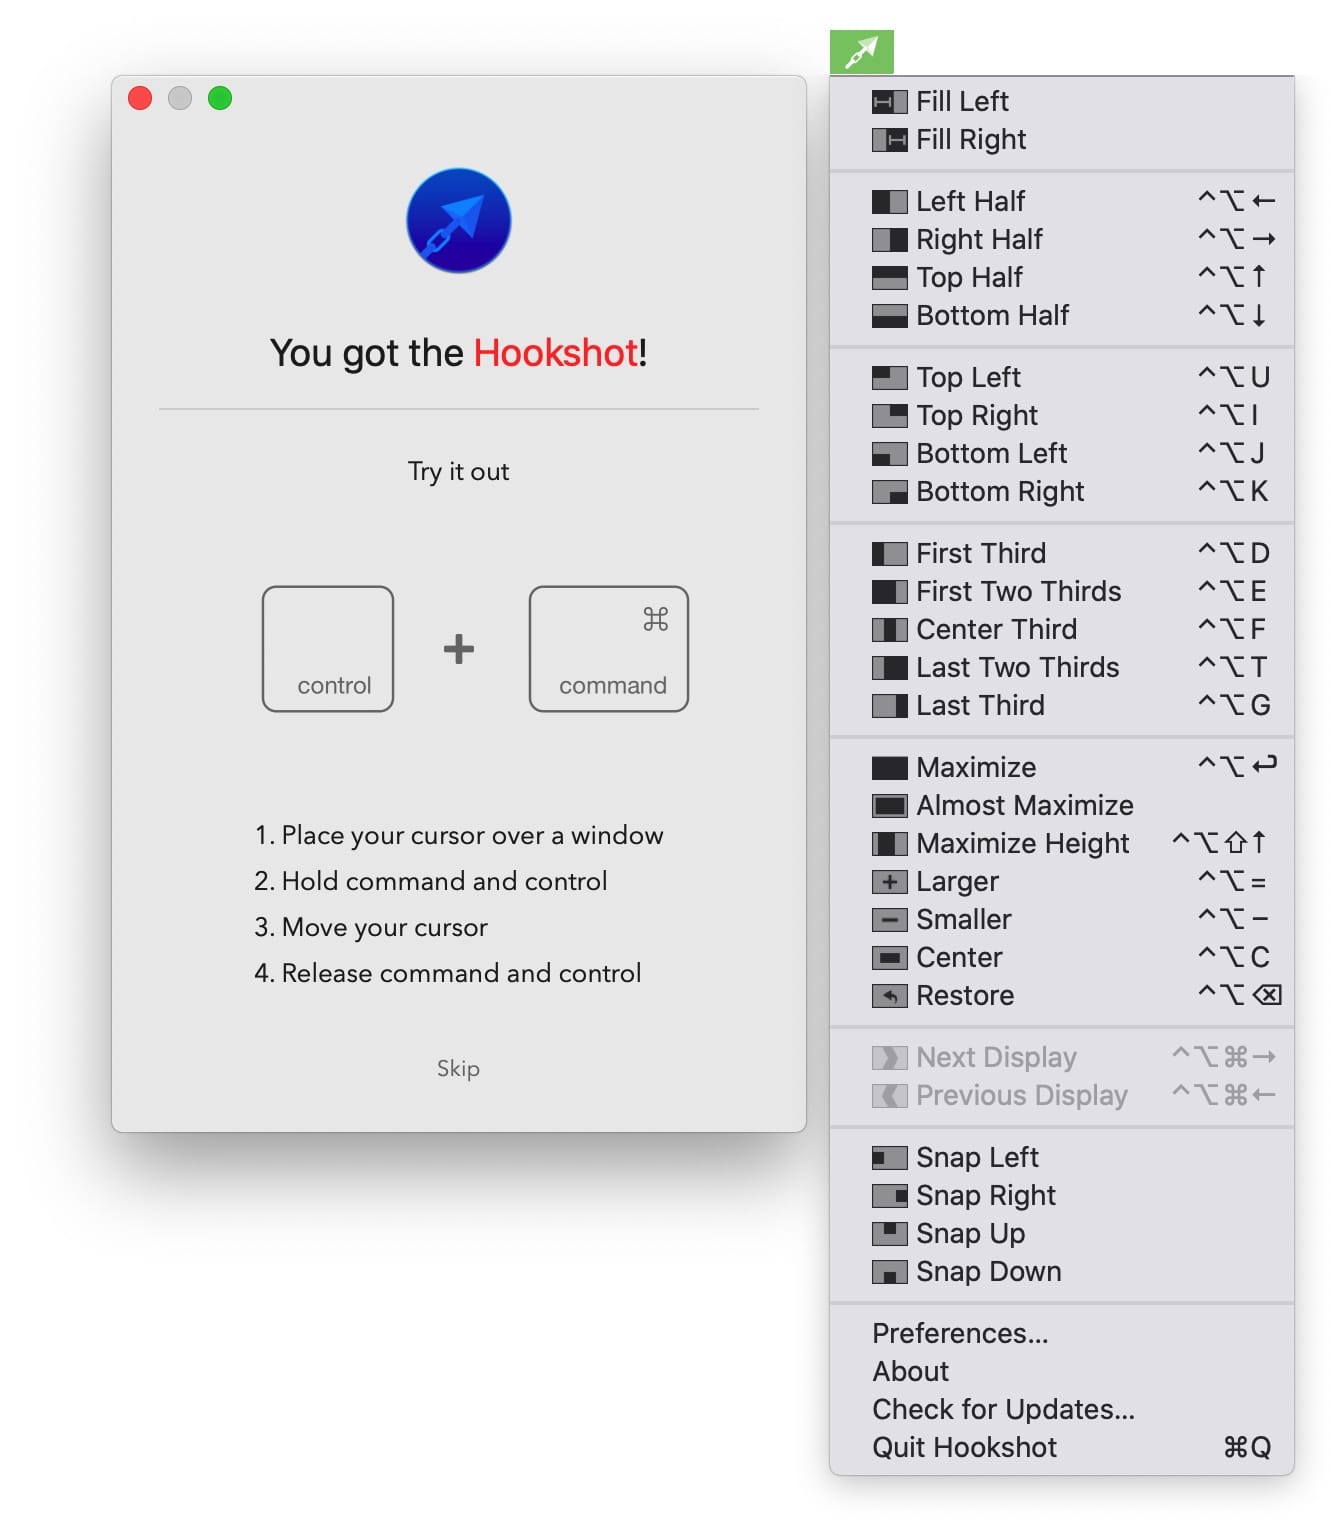 You got the Hookshot!
Try it out
control + ⌘ command
1. Place your cursor over a window
2. Hold command and control
3. Move your cursor
4. Release command and control
Skip
Fill Left
Fill Right
Left Half ^⌥←
Right Half ^⌥→
Top Half ^⌥↑
Bottom Half ^⌥↓
Top Left ^⌥U
Top Right ^⌥I
Bottom Left ^⌥J
Bottom Right ^⌥K
First Third ^⌥D
First Two Thirds ^⌥E
Center Third ^⌥F
Last Two Thirds ^⌥T
Last Third ^⌥G
Maximize ^⌥↩
Almost Maximize
Maximize Height ^⌥⇧↑
Larger ^⌥=
Smaller ^⌥–
Center ^⌥C
Restore ^⌥⌫
Next Display ^⌥⌘→
Previous Display ^⌥⌘←
Snap Left
Snap Right
Snap Up
Snap Down
Preferences...
About
Check for Updates...
Quit Hookshot ⌘Q